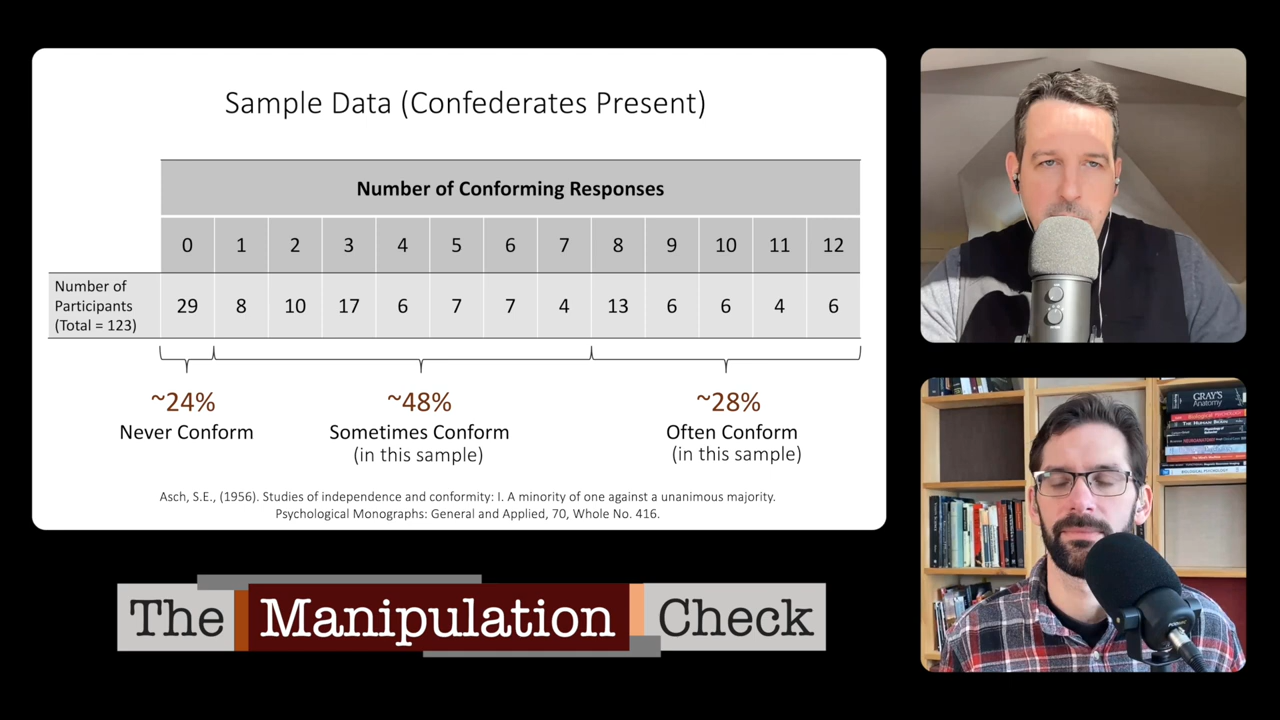 Sample Data (Confederates Present)
Number of Conforming Responses
0 1 2 3 4 5 6 7 8 9 10 11 12
Number of
Participants
(Total = 123)
29 8 10 17 6 7 7 4 13 6 6 4 6
~24% ~48% ~28%
Never Conform Sometimes Conform Often Conform
(in this sample) (in this sample)
Asch, S.E., (1956). Studies of independence and conformity: I. A minority of one against a unanimous majority.
Psychological Monographs: General and Applied, 70, Whole No. 416.
The Manipulation Check
GRAY'S
Anatomy
THE HUMAN BRAIN